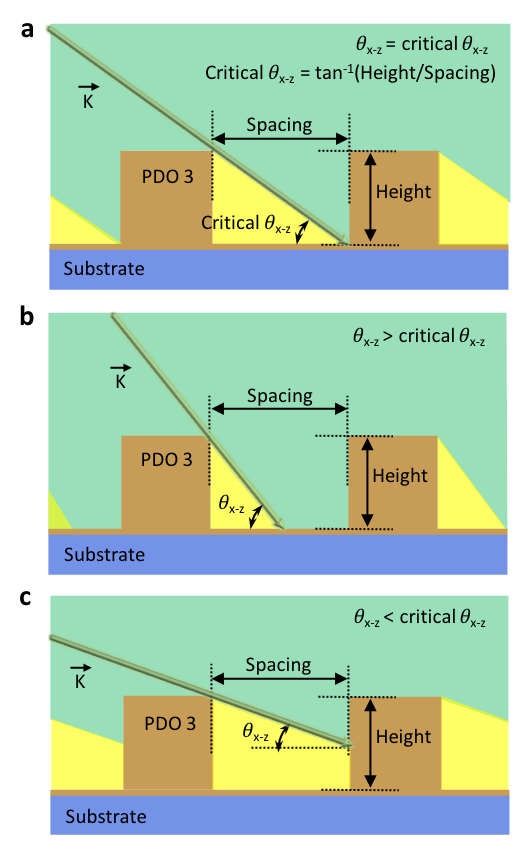 a
θx-z = critical θx-z
Critical θx-z = tan-1(Height/Spacing)
K
Spacing
PDO 3
Height
Critical θx-z
Substrate
b
θx-z > critical θx-z
K
Spacing
PDO 3
Height
θx-z
Substrate
c
θx-z < critical θx-z
K
Spacing
PDO 3
θx-z
Height
Substrate